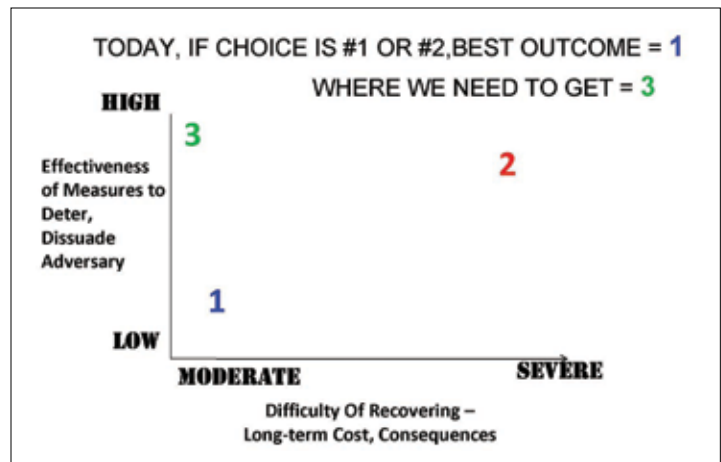 TODAY, IF CHOICE IS #1 OR #2,BEST OUTCOME = 1
WHERE WE NEED TO GET = 3
HIGH
3
2
Effectiveness
of Measures to
Deter,
Dissuade
Adversary
1
LOW
MODERATE
SEVERE
Difficulty Of Recovering –
Long-term Cost, Consequences